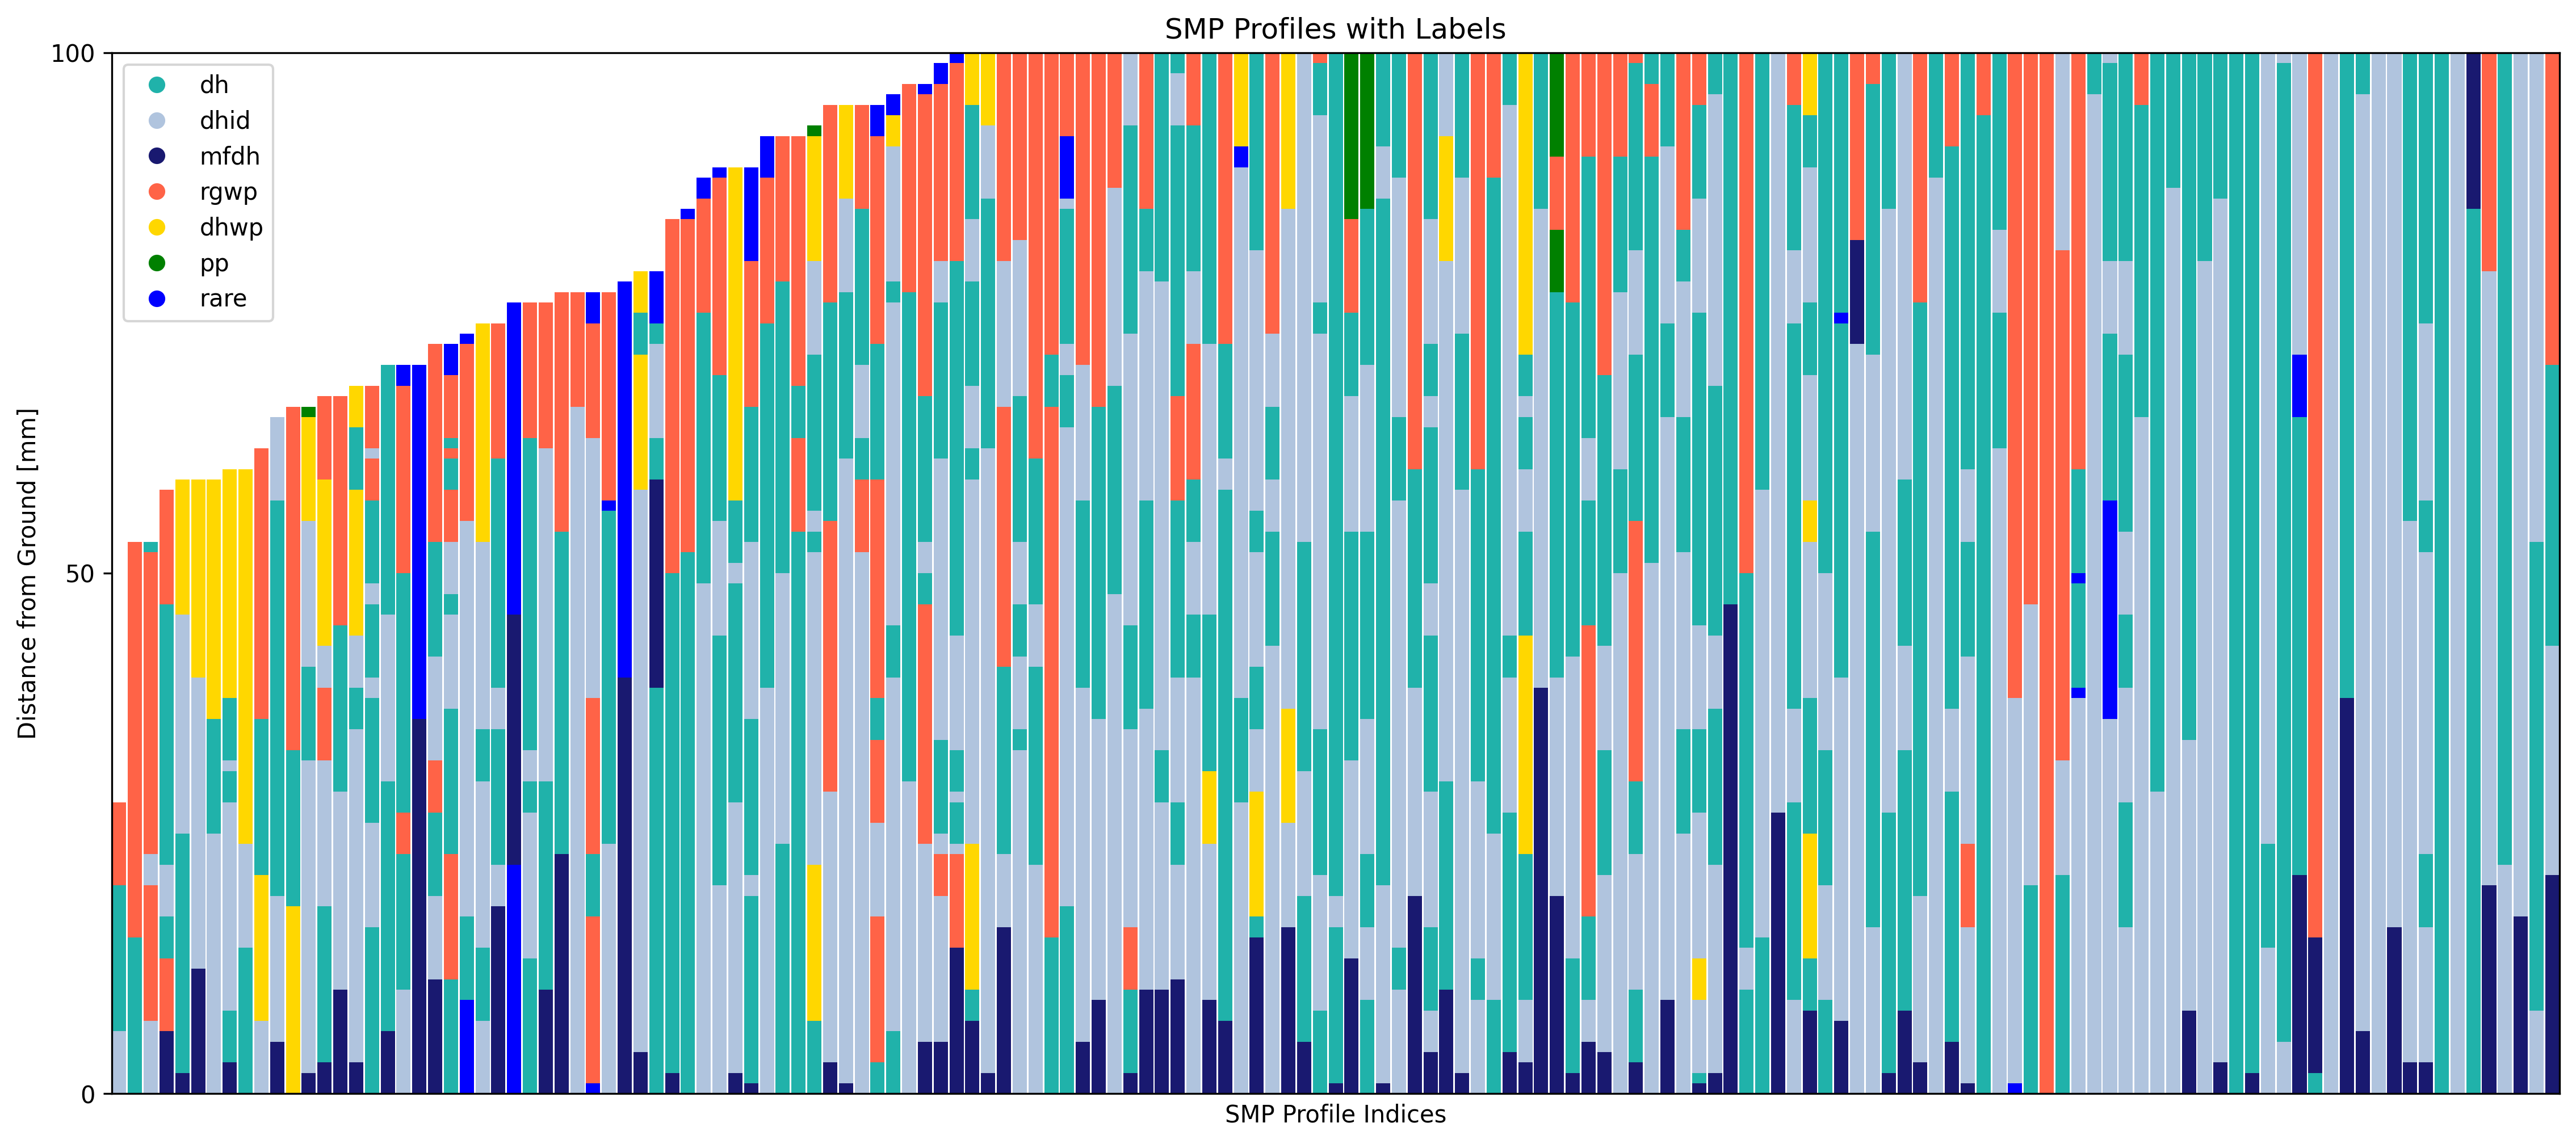 SMP Profiles with Labels
100
50
0
Distance from Ground [mm]
dh
dhid
mfdh
rgwp
dhwp
pp
rare
SMP Profile Indices